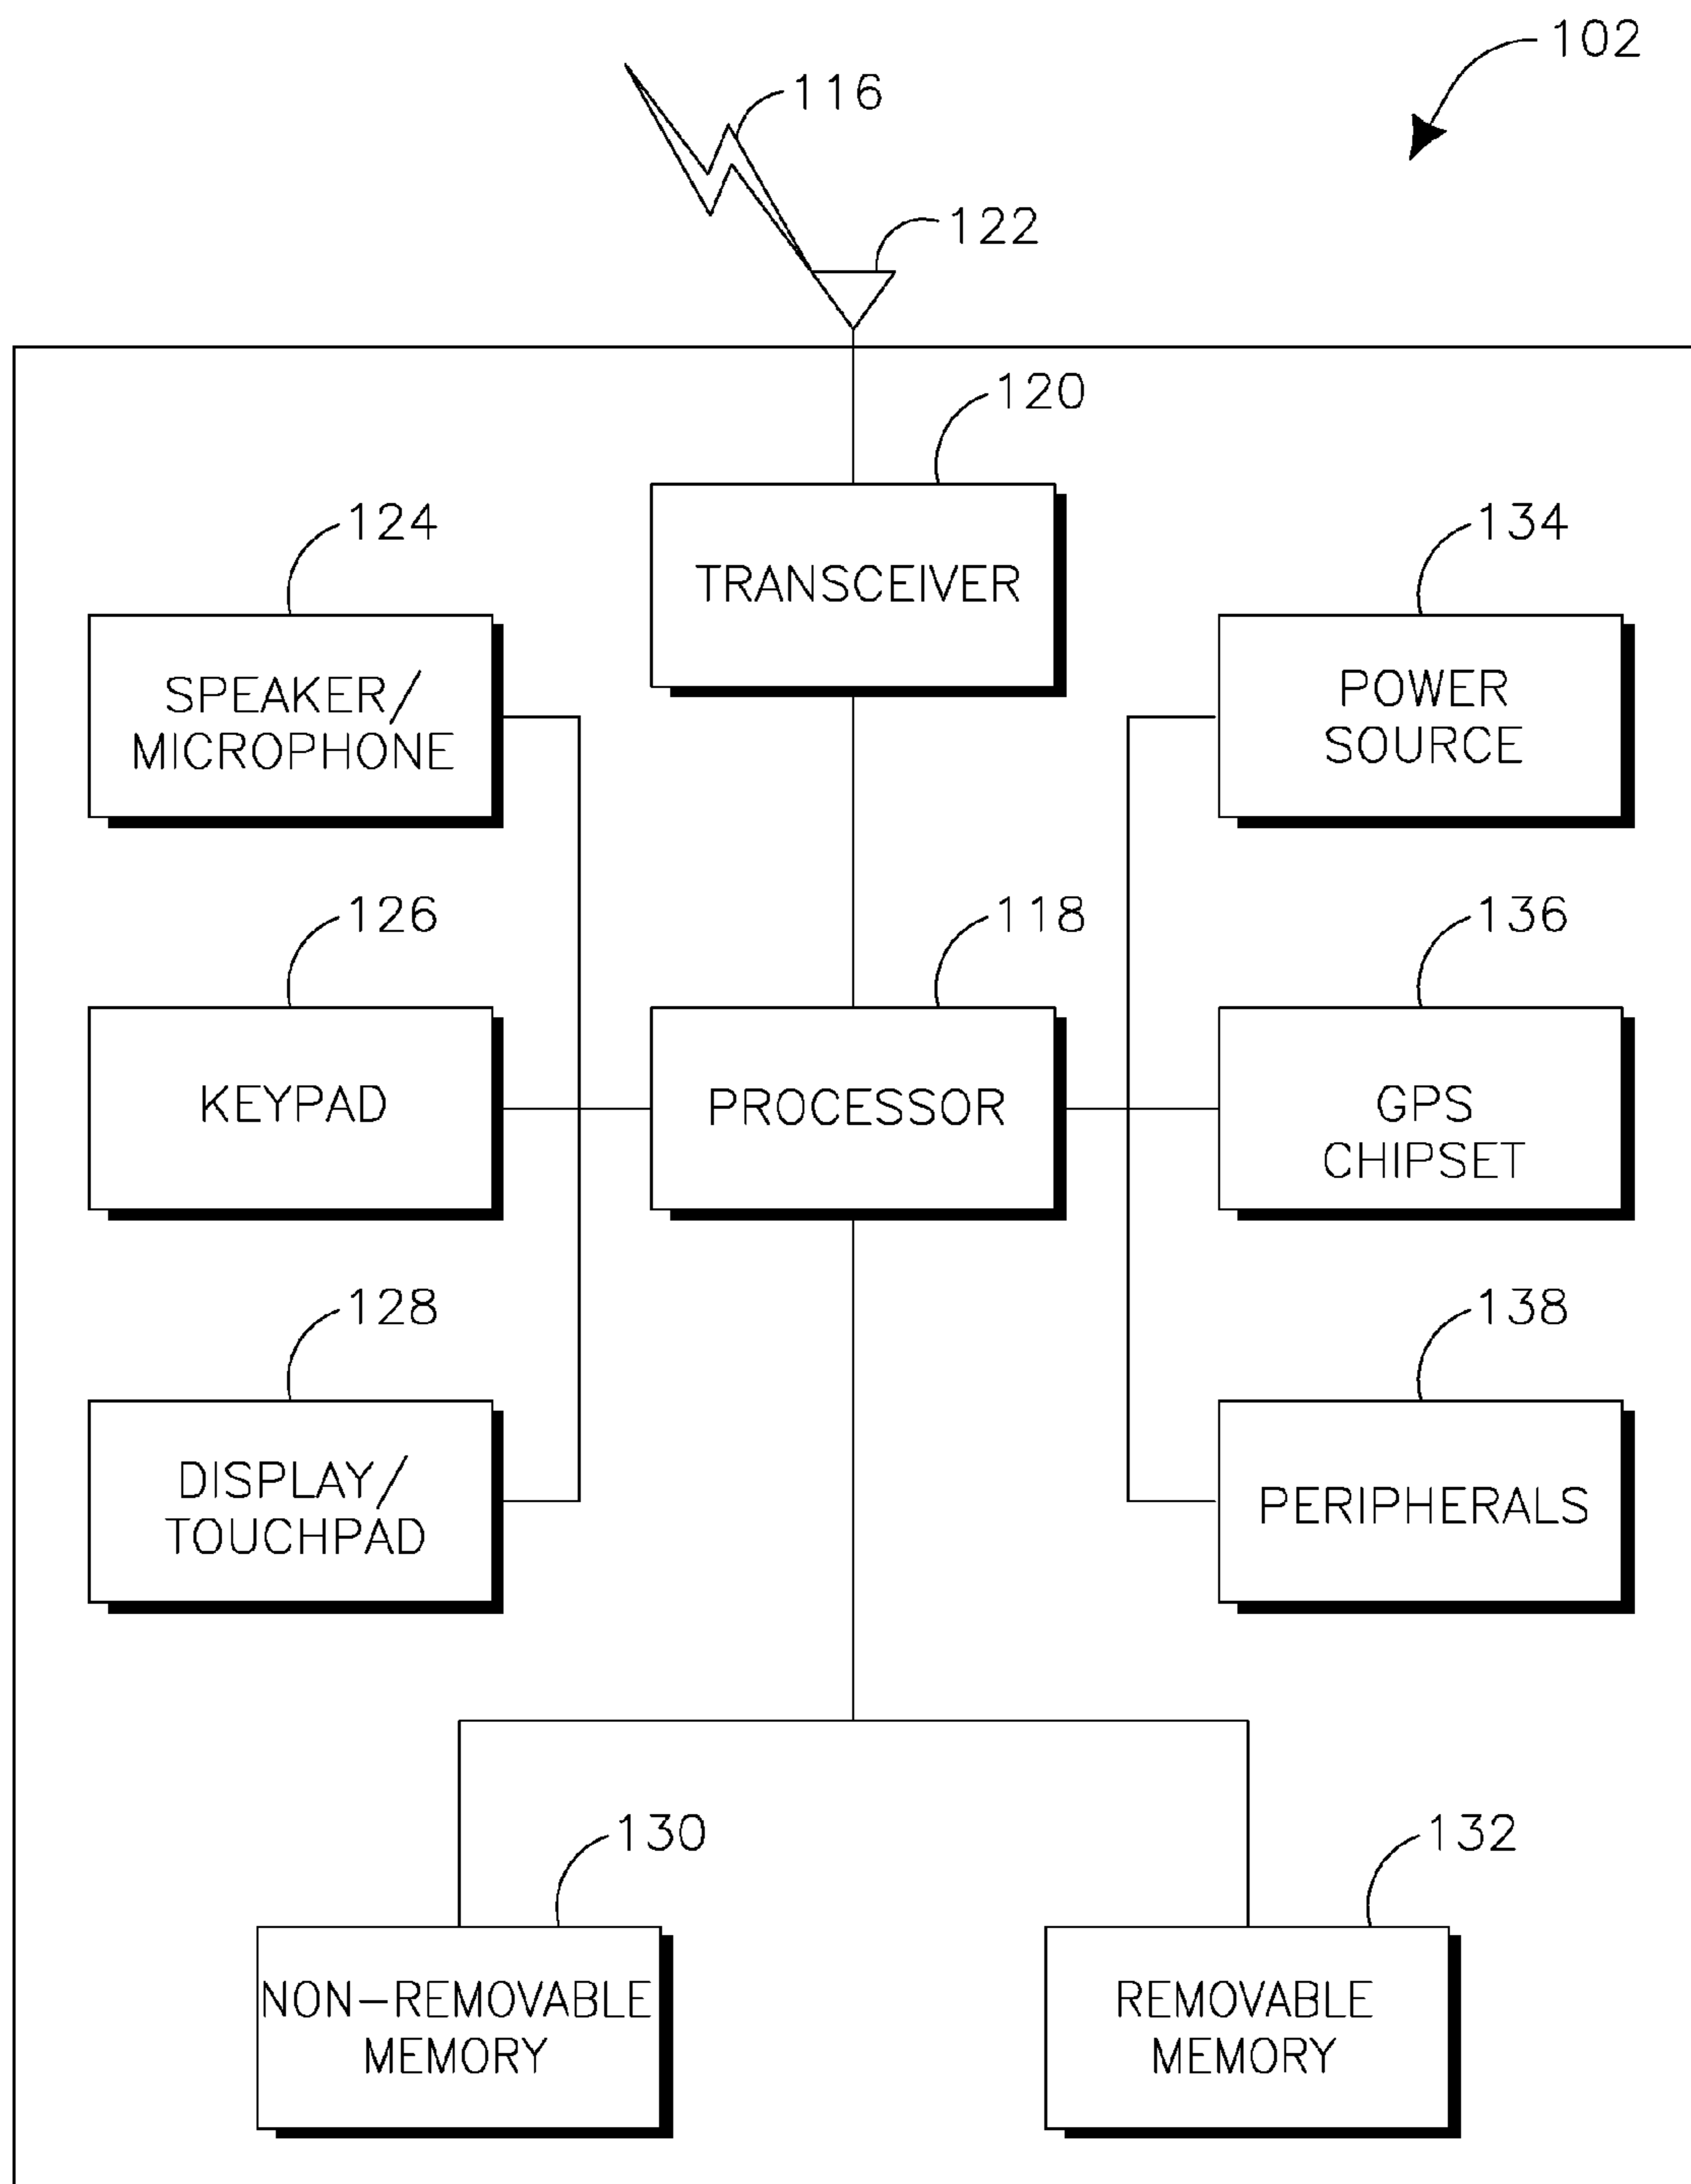 102
116
122
120
TRANSCEIVER
124
SPEAKER/
MICROPHONE
134
POWER
SOURCE
126
KEYPAD
118
PROCESSOR
136
GPS
CHIPSET
128
DISPLAY/
TOUCHPAD
138
PERIPHERALS
130
NON-REMOVABLE
MEMORY
132
REMOVABLE
MEMORY